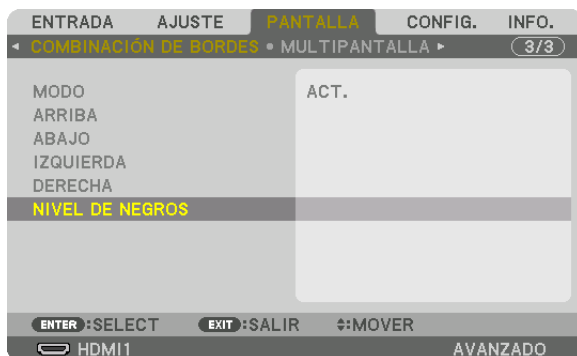 ENTRADA AJUSTE PANTALLA CONFIG. INFO.
◂ COMBINACIÓN DE BORDES • MULTIPANTALLA ▸ 3/3
MODO ACT.
ARRIBA
ABAJO
IZQUIERDA
DERECHA
NIVEL DE NEGROS
ENTER :SELECT EXIT :SALIR ◆:MOVER
HDMI1 AVANZADO